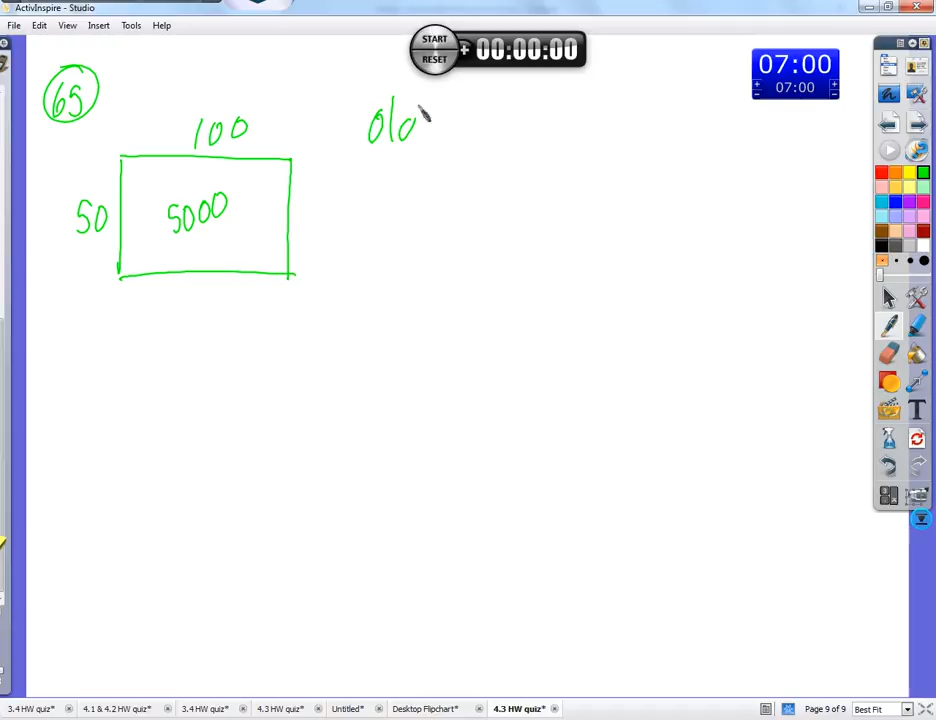 ActivInspire - Studio
File Edit View Insert Tools Help
START
RESET
+ 00:00:00
07:00
+ 07:00 +
65
100
50
5000
3.4 HW quiz* 4.1 & 4.2 HW quiz* 3.4 HW quiz* 4.3 HW quiz* Untitled* Desktop Flipchart* 4.3 HW quiz* Page 9 of 9 Best Fit